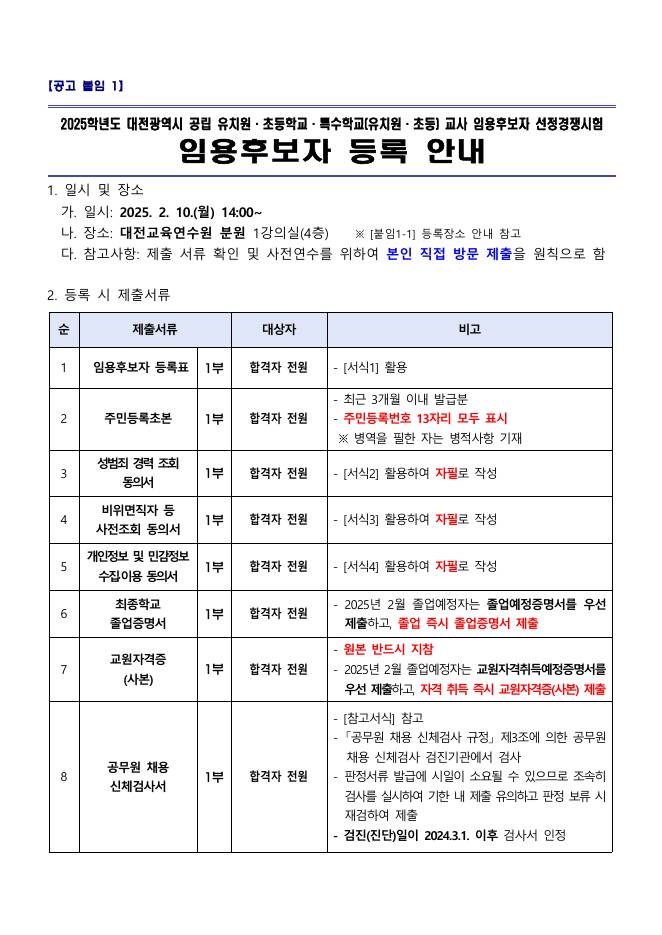 [공고 붙임 1]
2025학년도 대전광역시 공립 유치원·초등학교·특수학교(유치원·초등) 교사 임용후보자 선정경쟁시험
임용후보자 등록 안내
1. 일시 및 장소
가. 일시: 2025. 2. 10.(월) 14:00~
나. 장소: 대전교육연수원 분원 1강의실(4층) ※ [붙임1-1] 등록장소 안내 참고
다. 참고사항: 제출 서류 확인 및 사전연수를 위하여 본인 직접 방문 제출을 원칙으로 함
2. 등록 시 제출서류
순 제출서류 대상자 비고
1 임용후보자 등록표 1부 합격자 전원 - [서식1] 활용
2 주민등록초본 1부 합격자 전원
- 최근 3개월 이내 발급분
- 주민등록번호 13자리 모두 표시
※ 병역을 필한 자는 병적사항 기재
3
성범죄 경력 조회
동의서
1부 합격자 전원 - [서식2] 활용하여 자필로 작성
4
비위면직자 등
사전조회 동의서
1부 합격자 전원 - [서식3] 활용하여 자필로 작성
5
개인정보 및 민감정보
수집·이용 동의서
1부 합격자 전원 - [서식4] 활용하여 자필로 작성
6
최종학교
졸업증명서
1부 합격자 전원
- 2025년 2월 졸업예정자는 졸업예정증명서를 우선
제출하고, 졸업 즉시 졸업증명서 제출
7
교원자격증
(사본)
1부 합격자 전원
- 원본 반드시 지참
- 2025년 2월 졸업예정자는 교원자격취득예정증명서를
우선 제출하고, 자격 취득 즉시 교원자격증(사본) 제출
8
공무원 채용
신체검사서
1부 합격자 전원
- [참고서식] 참고
-「공무원 채용 신체검사 규정」제3조에 의한 공무원
채용 신체검사 검진기관에서 검사
- 판정서류 발급에 시일이 소요될 수 있으므로 조속히
검사를 실시하여 기한 내 제출 유의하고 판정 보류 시
재검하여 제출
- 검진(진단)일이 2024.3.1. 이후 검사서 인정